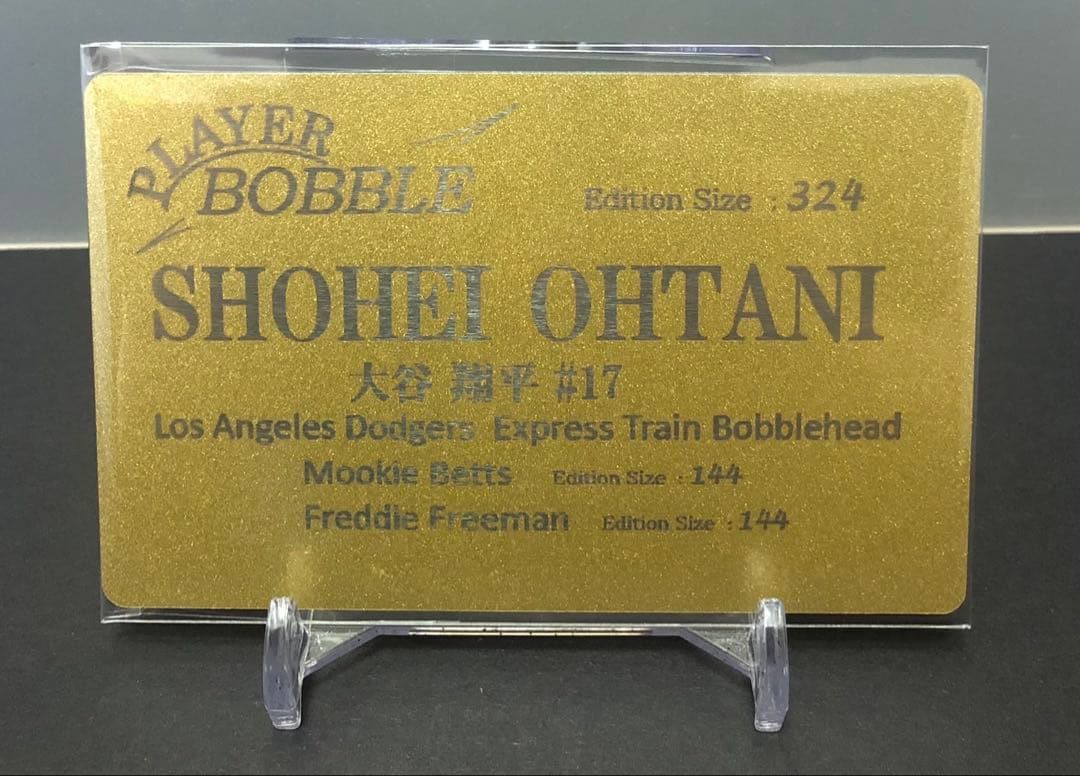 PLAYER
BOBBLE
Edition Size : 324
SHOHEI OHTANI
大谷 翔平 #17
Los Angeles Dodgers Express Train Bobblehead
Mookie Betts Edition Size : 144
Freddie Fraeman Edition Size : 144